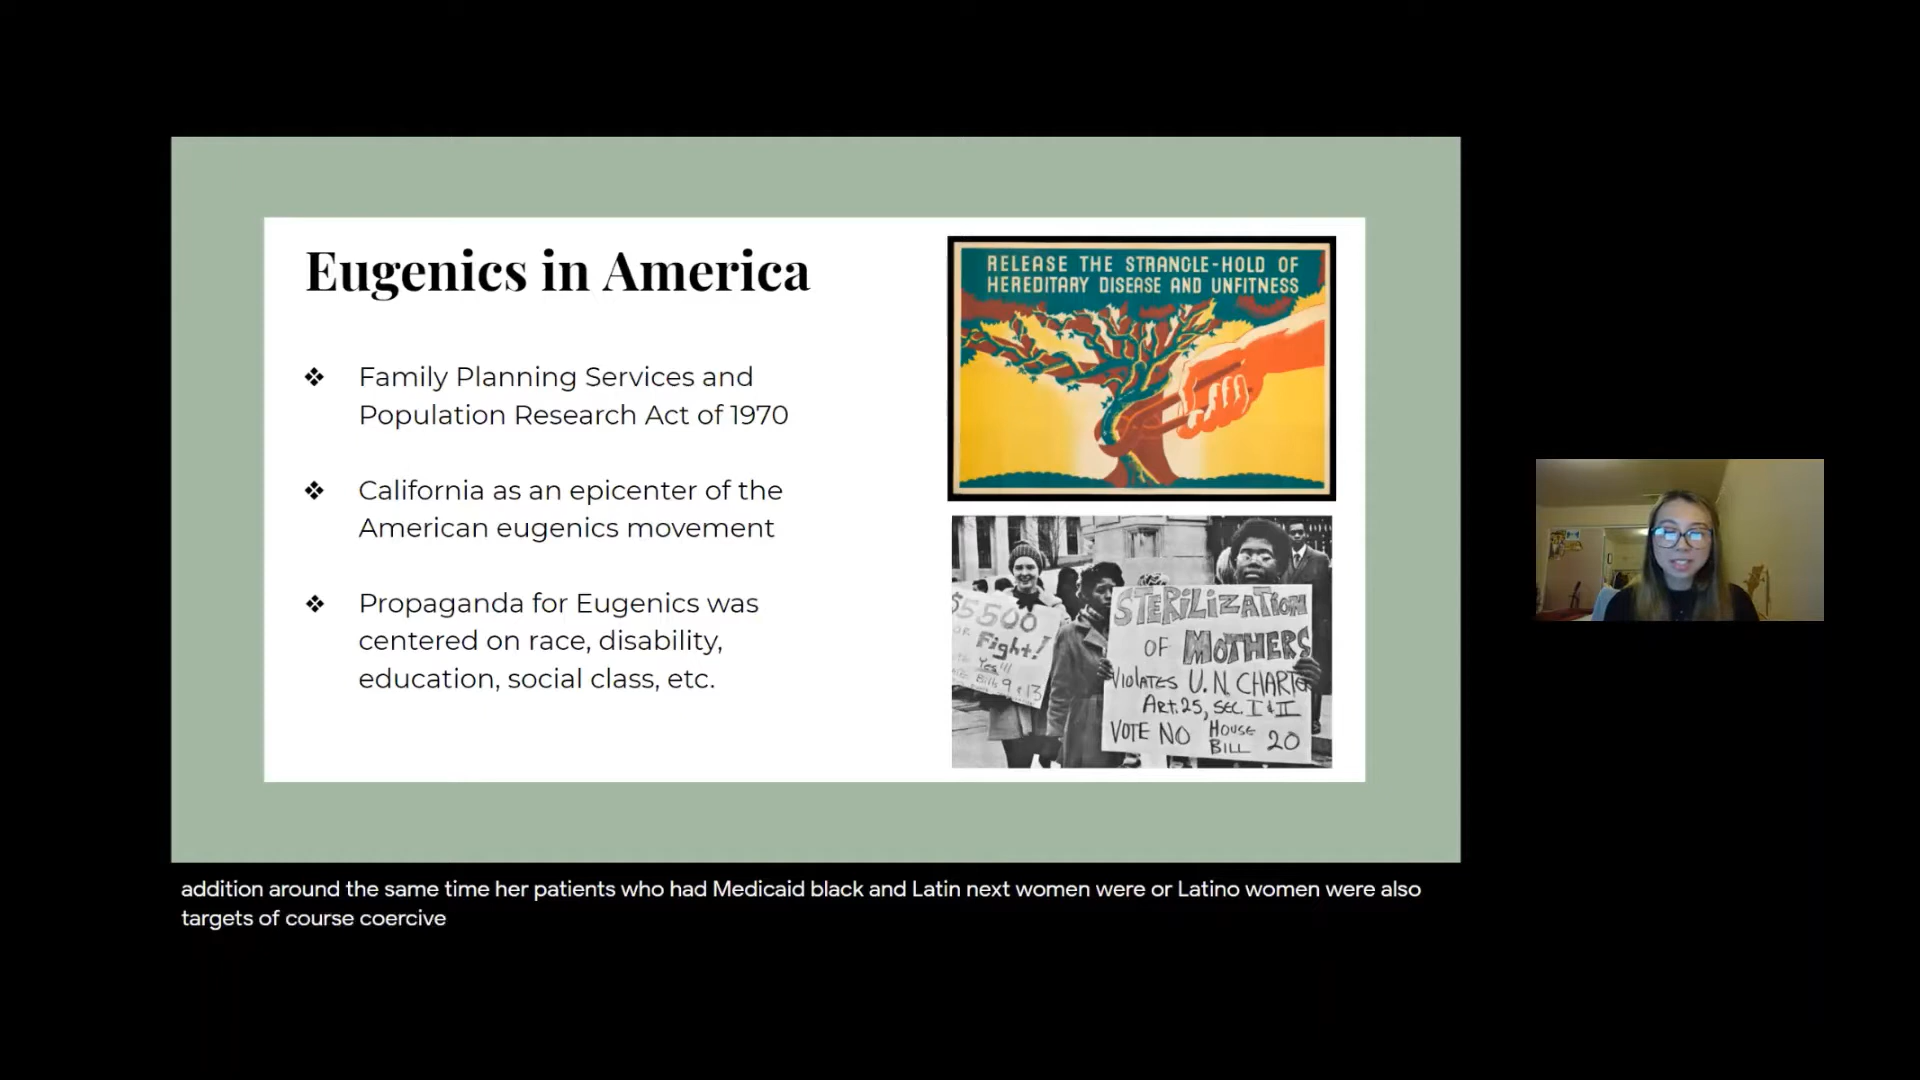 Eugenics in America
Family Planning Services and
Population Research Act of 1970
California as an epicenter of the
American eugenics movement
Propaganda for Eugenics was
centered on race, disability,
education, social class, etc.
RELEASE THE STRANGLE-HOLD OF
HEREDITARY DISEASE AND UNFITNESS
$5500
OR
Fight!
Yes!!!
9 & 13
STERiLiZATION
OF MOTHERS
VIOLATES U.N. CHARTER
ART. 25, SEC. I & II
VOTE NO HOUSE
BILL 20
addition around the same time her patients who had Medicaid black and Latin next women were or Latino women were also
targets of course coercive